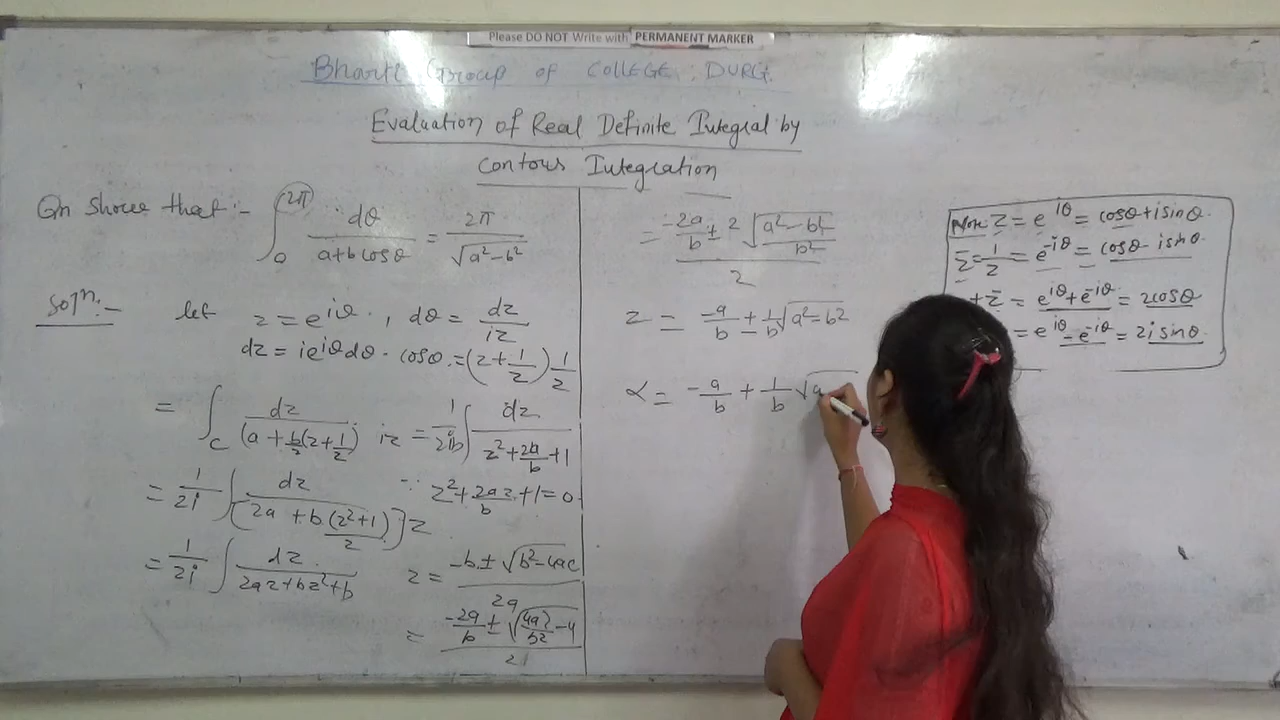 Please DO NOT Write with PERMANENT MARKER
Bharti Group of COLLEGE, DURG
Evaluation of Real Definite Integral by
Contour Integration
Qn Show that :- ∫₀^{2π} dθ / (a+b cosθ) = 2π / √(a²-b²)
Solⁿ :- let z = e^{iθ}, dθ = dz/iz
dz = ie^{iθ}dθ · cosθ = (z+1/z) 1/2
= ∫_C dz / (a + b/2(z+1/z)) iz = 1/2ib ∫ dz / (z²+2a/b+1)
= 1/2i ∫ dz / [2a + b(z²+1)/2] z ∵ z²+2az/b+1=0
= 1/2i ∫ dz / (2az+bz²+b) z = (-b ± √(b²-4ac)) / 2a
= (-2a/b ± √(4a²/b² -4)) / 21
= (-2a/b ± 2√((a²-b²)/b²)) / 2
z = -a/b ± 1/b √(a²-b²)
α = -a/b + 1/b √a
Note z = e^{iθ} = cosθ+isinθ.
z̄=1/z = e^{-iθ} = cosθ-isinθ.
+z̄ = e^{iθ}+e^{-iθ} = 2cosθ
= e^{iθ}-e^{-iθ} = 2isinθ.